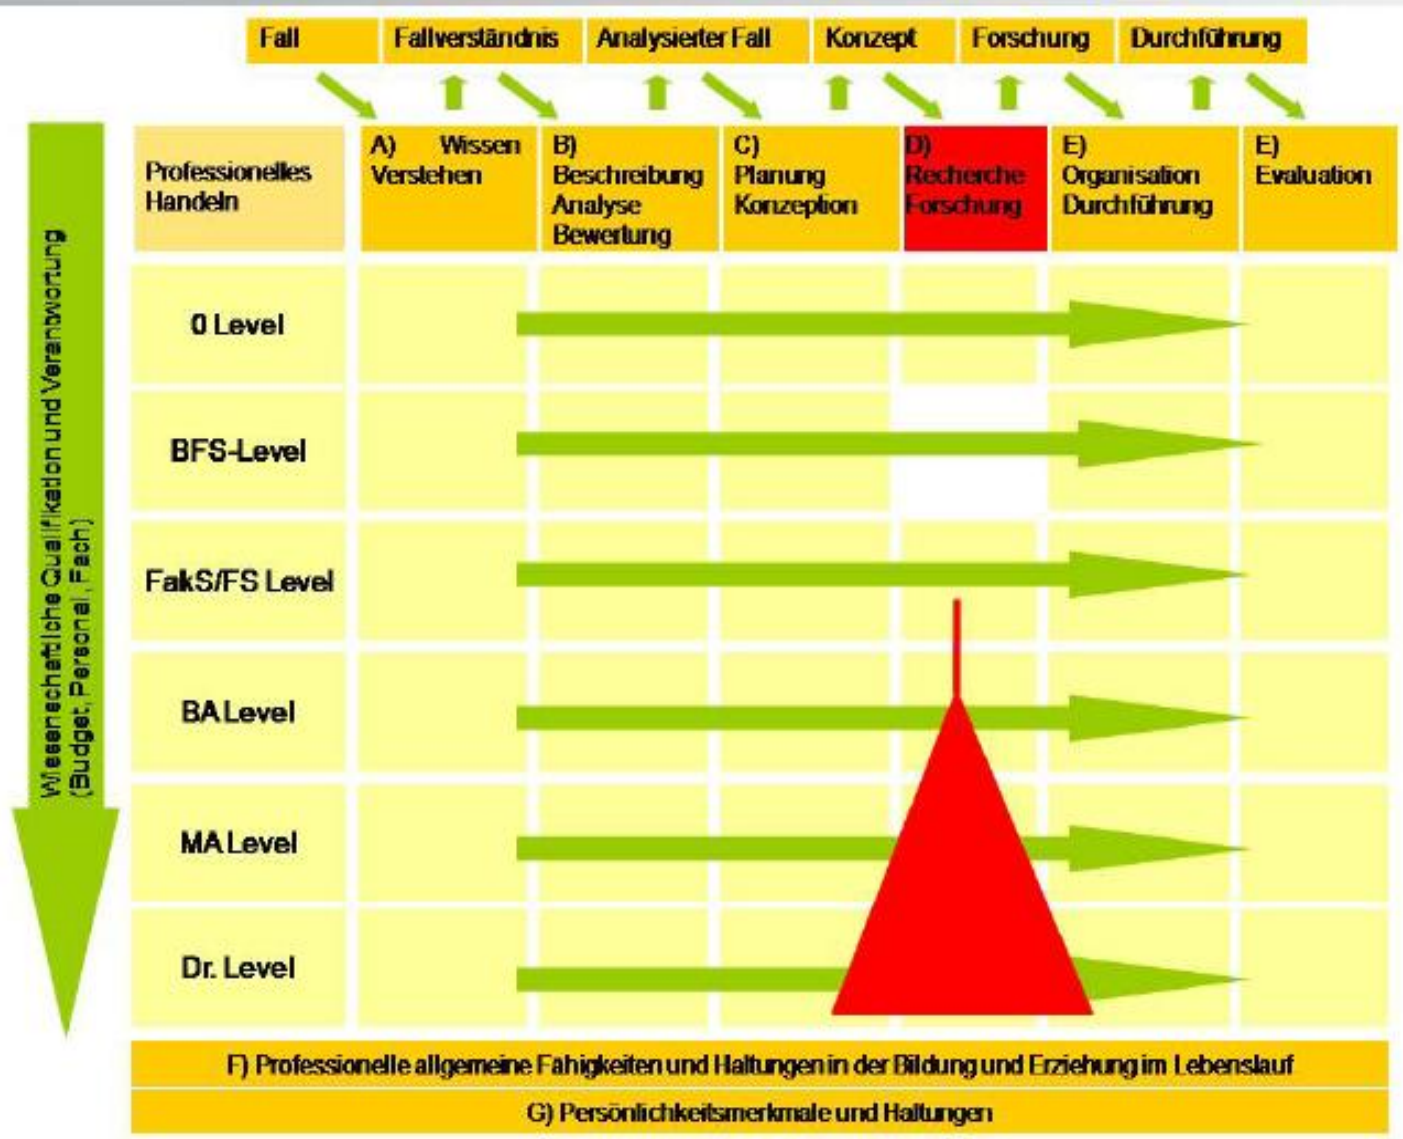 Fall
Fallverständnis
Analysierter Fall
Konzept
Forschung
Durchführung
Professionelles
Handeln
A) Wissen
Verstehen
B)
Beschreibung
Analyse
Bewertung
C)
Planung
Konzeption
D)
Recherche
Forschung
E)
Organisation
Durchführung
E)
Evaluation
Wissenschaftliche Qualifikation und Verantwortung
(Budget, Personal, Fach)
0 Level
BFS-Level
FakS/FS Level
BA Level
MA Level
Dr. Level
F) Professionelle allgemeine Fähigkeiten und Haltungen in der Bildung und Erziehung im Lebenslauf
G) Persönlichkeitsmerkmale und Haltungen